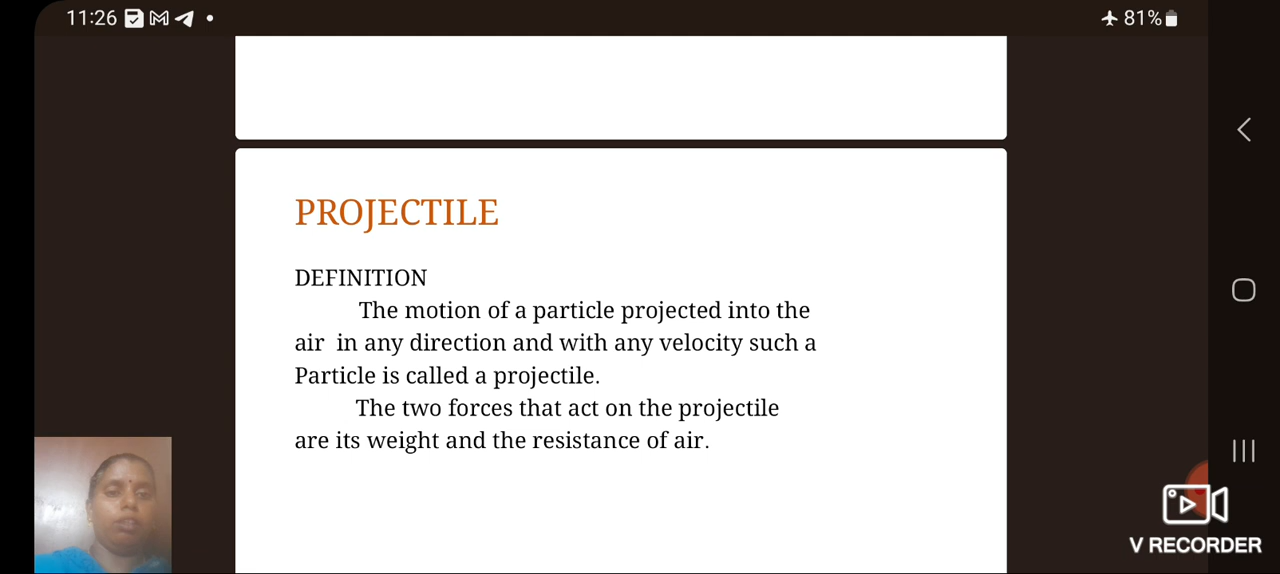 11:26
81%
PROJECTILE
DEFINITION
The motion of a particle projected into the
air in any direction and with any velocity such a
Particle is called a projectile.
The two forces that act on the projectile
are its weight and the resistance of air.
V RECORDER